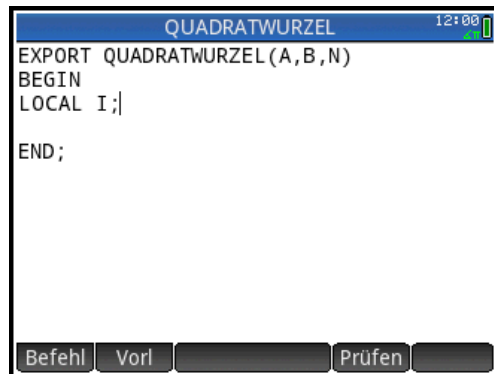 QUADRATWURZEL 12:00
∡π
EXPORT QUADRATWURZEL(A,B,N)
BEGIN
LOCAL I;
END;
Befehl Vorl Prüfen